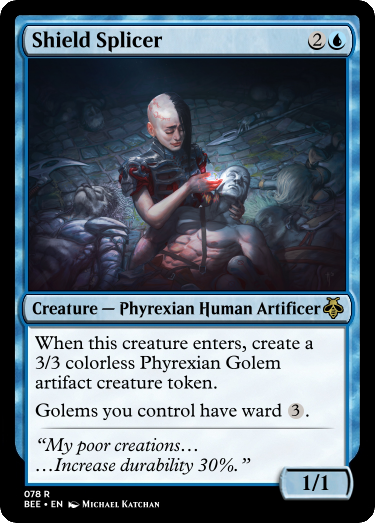 Shield Splicer 2
Creature — Phyrexian Human Artificer
When this creature enters, create a
3/3 colorless Phyrexian Golem
artifact creature token.
Golems you control have ward 3.
“My poor creations…
…Increase durability 30%.”
1/1
078 R
BEE • EN Michael Katchan